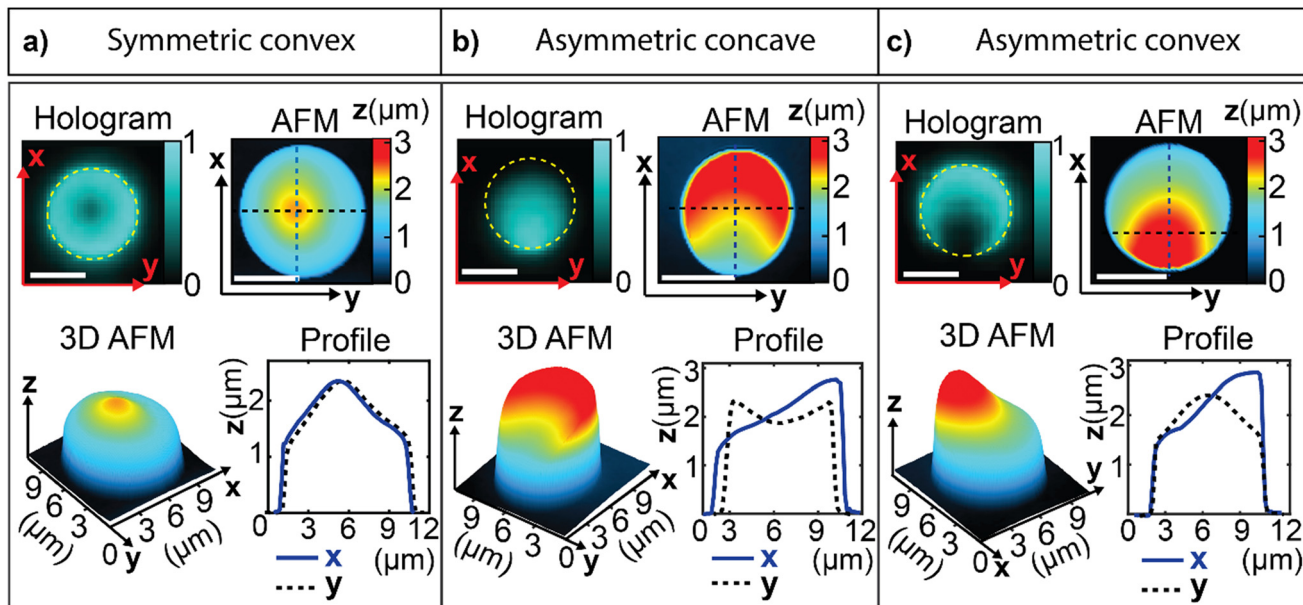 a) Symmetric convex
b) Asymmetric concave
c) Asymmetric convex
Hologram
1
0
x
y
AFM
z(μm)
3
2
1
0
x
y
3D AFM
z
9
6
3
0
(μm)
y
3
6
9
(μm)
x
Profile
z(μm)
2
1
0 3 6 9 12
x (μm)
y
Hologram
1
0
x
y
AFM
z(μm)
3
2
1
0
x
y
3D AFM
z
9
6
3
0
(μm)
y
3
6
9
(μm)
x
Profile
z(μm)
3
2
1
0 3 6 9 12
x (μm)
y
Hologram
1
0
x
y
AFM
z(μm)
3
2
1
0
x
y
3D AFM
z
9
6
3
0
(μm)
x
3
6
9
(μm)
y
Profile
z(μm)
3
2
1
0 3 6 9 12
x (μm)
y